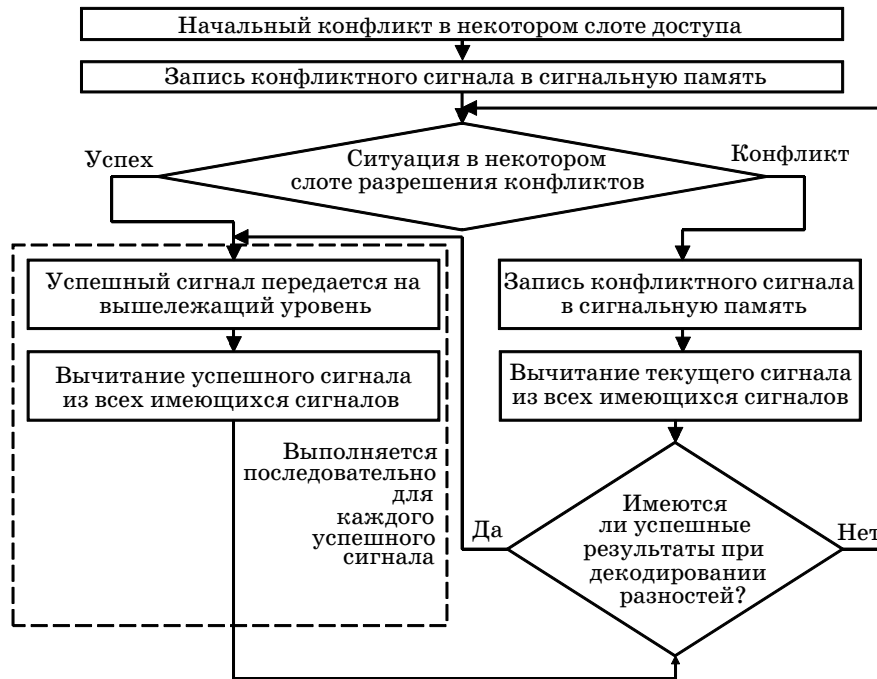 Начальный конфликт в некотором слоте доступа
Запись конфликтного сигнала в сигнальную память
Успех
Ситуация в некотором
слоте разрешения конфликтов
Конфликт
Успешный сигнал передается на
вышележащий уровень
Запись конфликтного сигнала
в сигнальную память
Вычитание успешного сигнала
из всех имеющихся сигналов
Вычитание текущего сигнала
из всех имеющихся сигналов
Выполняется
последовательно
для
каждого
успешного
сигнала
Да
Имеются
ли успешные
результаты при
декодировании
разностей?
Нет